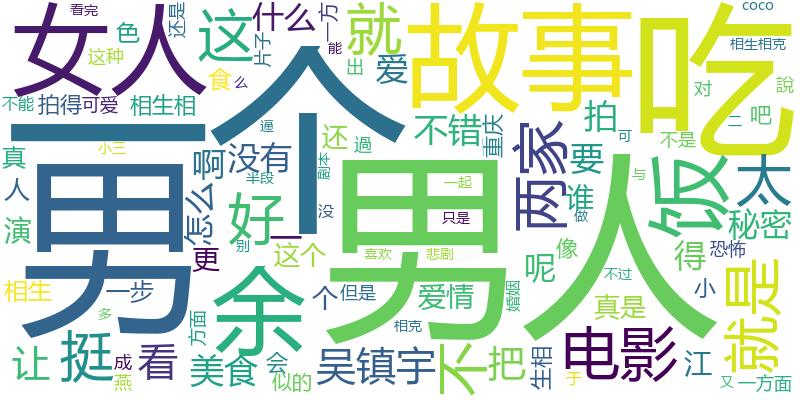 看完
还是
什么
一方
coco
女人
这
就
故事
吃
这种
色
片子
能
相生相克
食
么
出
爱
不能
拍得
可爱
相生相
一个
对
說
男
真
小三
啊
没有
逼
还
過
不错
重庆
拍
不是
二
吧
人
怎么
半段
剧本
两家
要
可
饭
太
演
好
一
没
一起
谁
与
秘密
更
别
这个
只是
做
男人
像
得
恐怖
相生
一步
余
个
但是
喜欢
悲剧
呢
不过
小
就是
多
方面
爱情
婚姻
真是
让
挺
成
看
美食
会
相克
吴镇宇
不
把
生相
电影
江
燕
似的
于
又
一方面